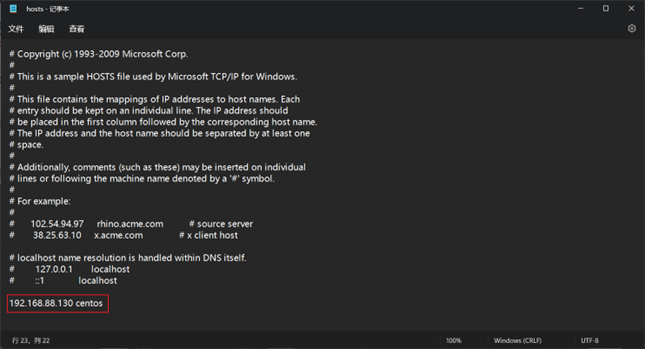 hosts - 记事本
文件 编辑 查看
# Copyright (c) 1993-2009 Microsoft Corp.
#
# This is a sample HOSTS file used by Microsoft TCP/IP for Windows.
#
# This file contains the mappings of IP addresses to host names. Each
# entry should be kept on an individual line. The IP address should
# be placed in the first column followed by the corresponding host name.
# The IP address and the host name should be separated by at least one
# space.
#
# Additionally, comments (such as these) may be inserted on individual
# lines or following the machine name denoted by a '#' symbol.
#
# For example:
#
# 102.54.94.97 rhino.acme.com # source server
# 38.25.63.10 x.acme.com # x client host

# localhost name resolution is handled within DNS itself.
# 127.0.0.1 localhost
# ::1 localhost

192.168.88.130 centos
行 23, 列 22 100% Windows (CRLF) UTF-8